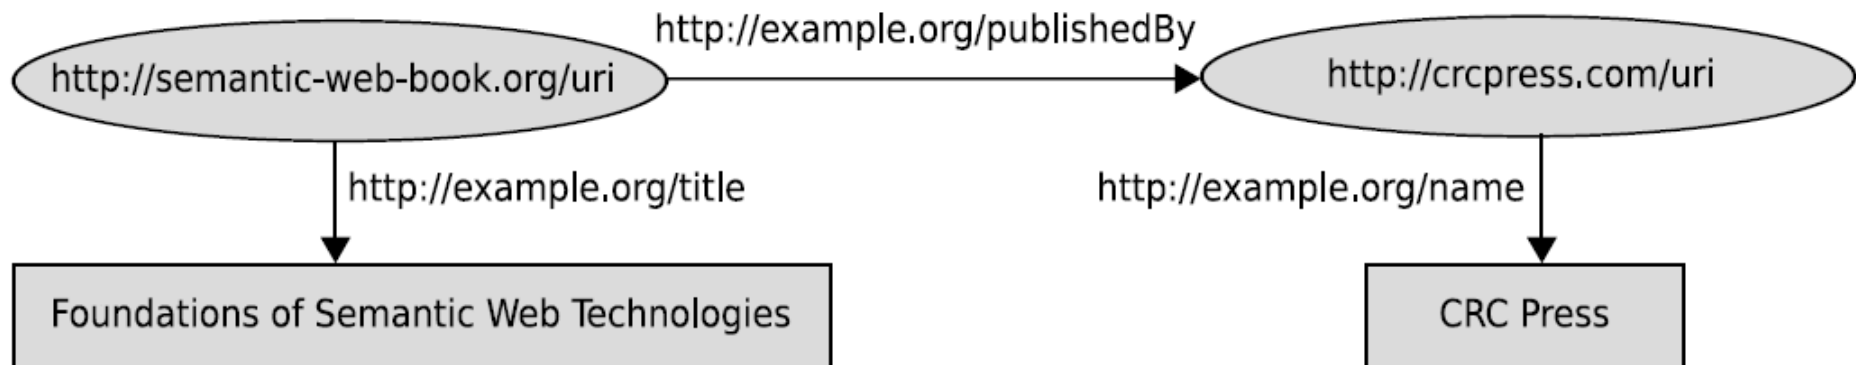 http://example.org/publishedBy
http://semantic-web-book.org/uri
http://crcpress.com/uri
http://example.org/title
http://example.org/name
Foundations of Semantic Web Technologies
CRC Press